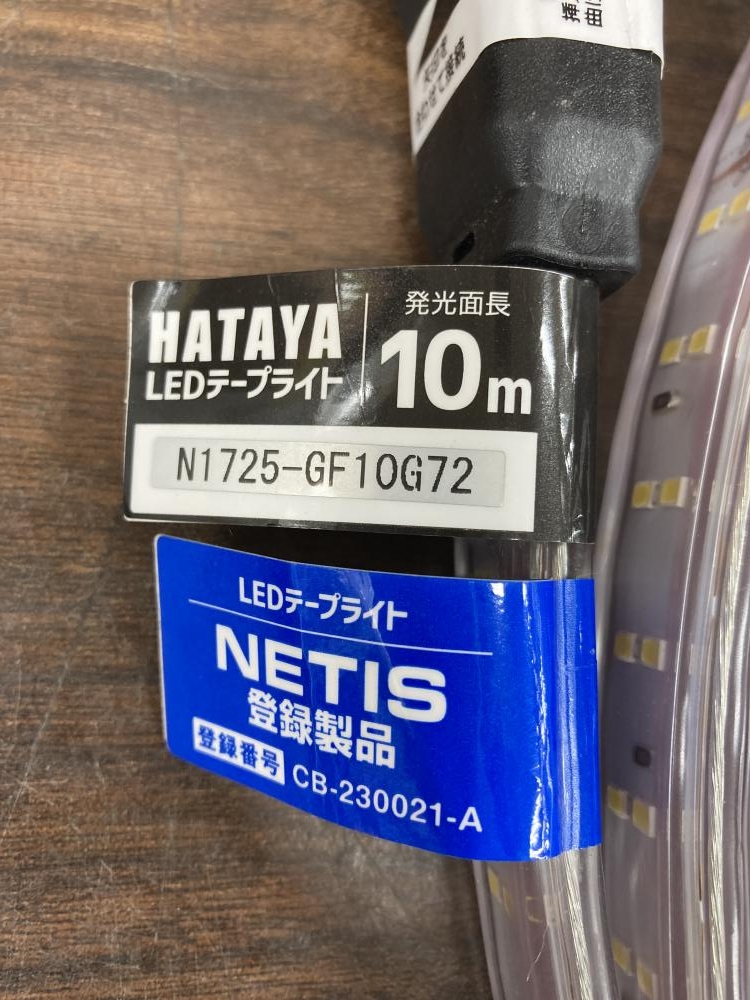 HATAYA
LEDテープライト
発光面長
10m
N1725-GF10G72
LEDテープライト
NETIS
登録製品
登録番号 CB-230021-A